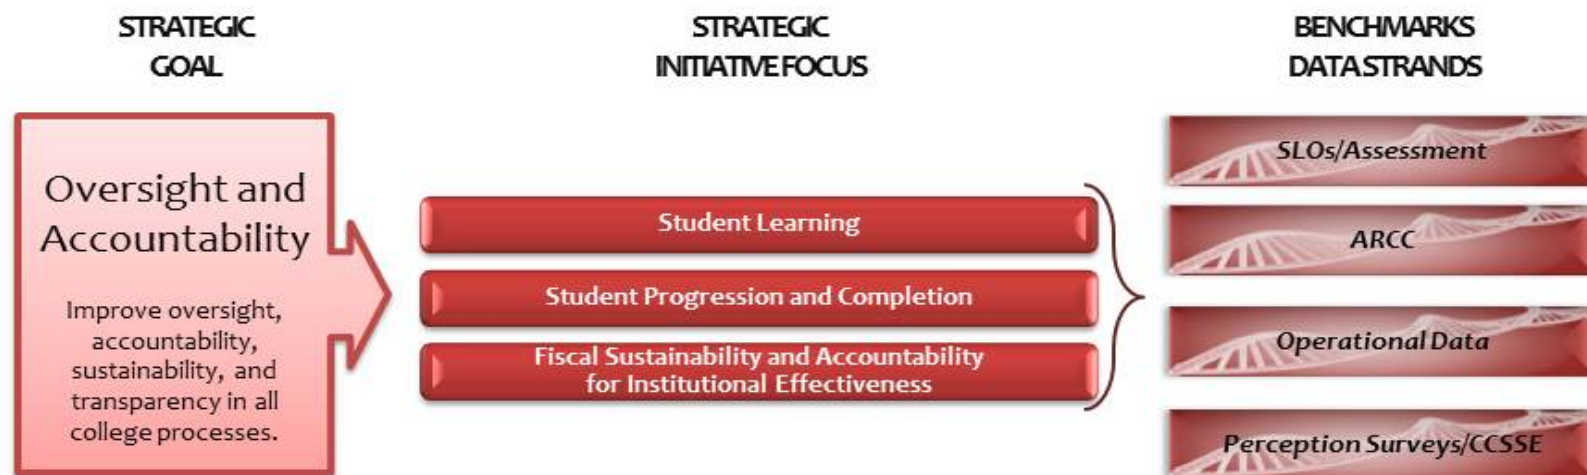 STRATEGIC
GOAL
STRATEGIC
INITIATIVE FOCUS
BENCHMARKS
DATA STRANDS
Oversight and
Accountability
Improve oversight,
accountability,
sustainability, and
transparency in all
college processes.
Student Learning
Student Progression and Completion
Fiscal Sustainability and Accountability
for Institutional Effectiveness
SLOs/Assessment
ARCC
Operational Data
Perception Surveys/CCSSE